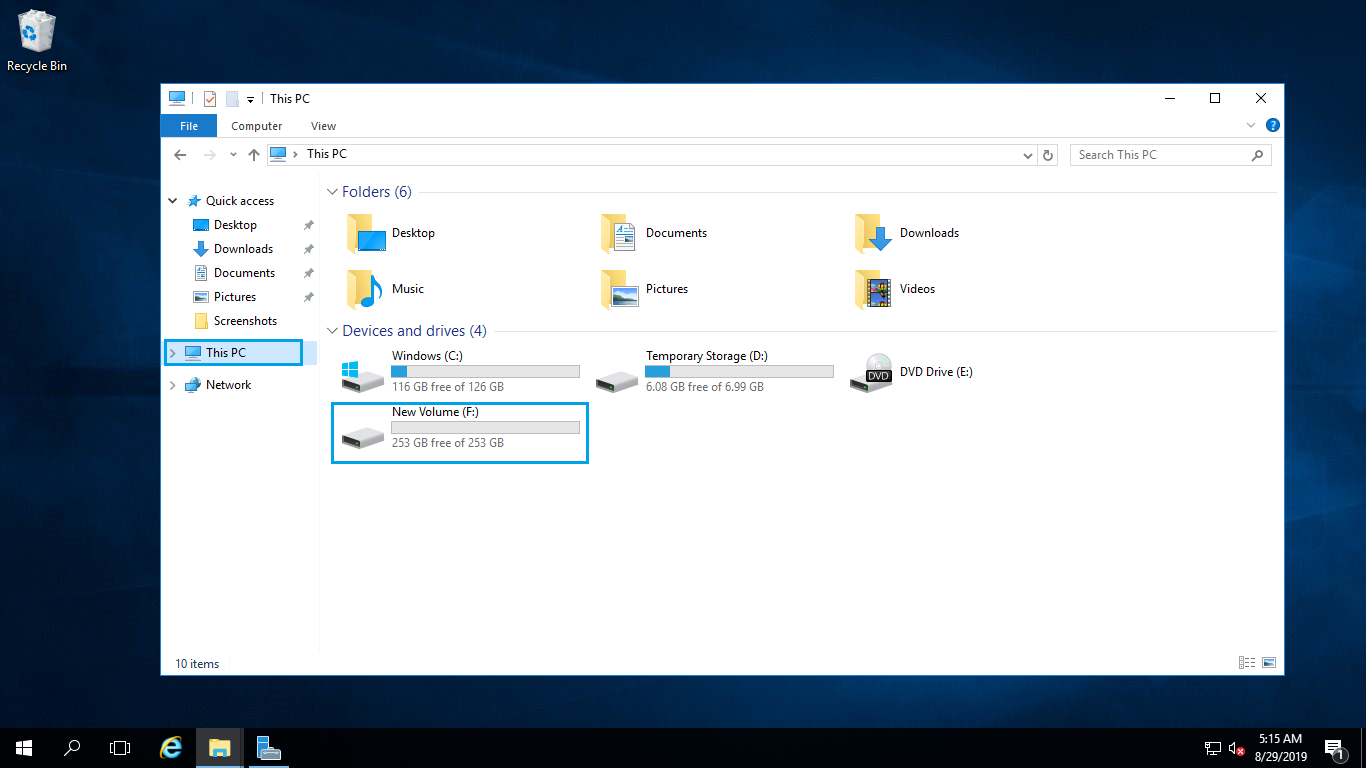 Recycle Bin
This PC
File Computer View
This PC
Search This PC
Quick access
Desktop
Downloads
Documents
Pictures
Screenshots
This PC
Network
Folders (6)
Desktop
Documents
Downloads
Music
Pictures
Videos
Devices and drives (4)
Windows (C:)
116 GB free of 126 GB
Temporary Storage (D:)
6.08 GB free of 6.99 GB
DVD
DVD Drive (E:)
New Volume (F:)
253 GB free of 253 GB
10 items
5:15 AM
8/29/2019
1